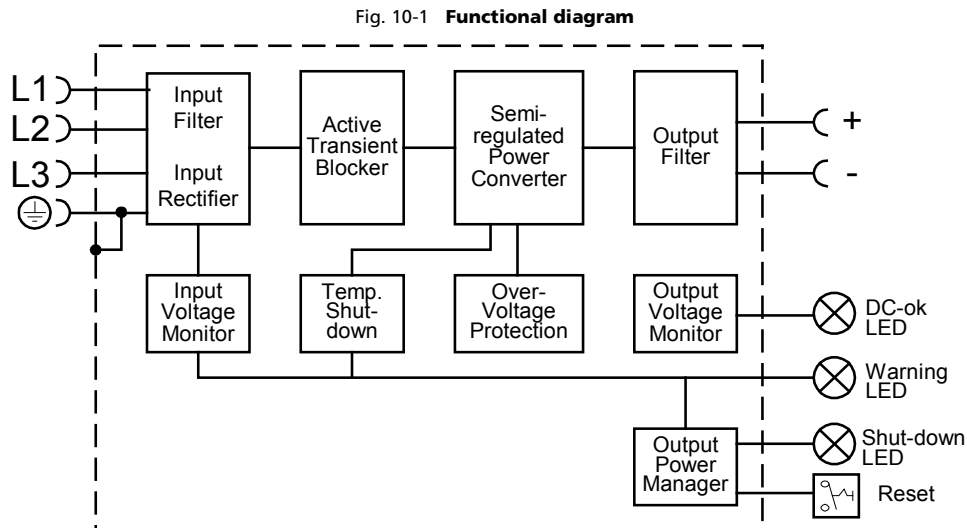 Fig. 10-1 Functional diagram
L1
L2
L3
Input
Filter
Input
Rectifier
Active
Transient
Blocker
Semi-
regulated
Power
Converter
Output
Filter
+
-
Input
Voltage
Monitor
Temp.
Shut-
down
Over-
Voltage
Protection
Output
Voltage
Monitor
DC-ok
LED
Warning
LED
Output
Power
Manager
Shut-down
LED
Reset